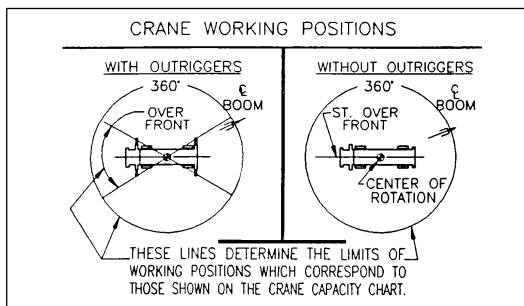 CRANE WORKING POSITIONS
WITH OUTRIGGERS
360°
℄
BOOM
OVER
FRONT
WITHOUT OUTRIGGERS
360°
℄
BOOM
ST. OVER
FRONT
CENTER OF
ROTATION
THESE LINES DETERMINE THE LIMITS OF
WORKING POSITIONS WHICH CORRESPOND TO
THOSE SHOWN ON THE CRANE CAPACITY CHART.